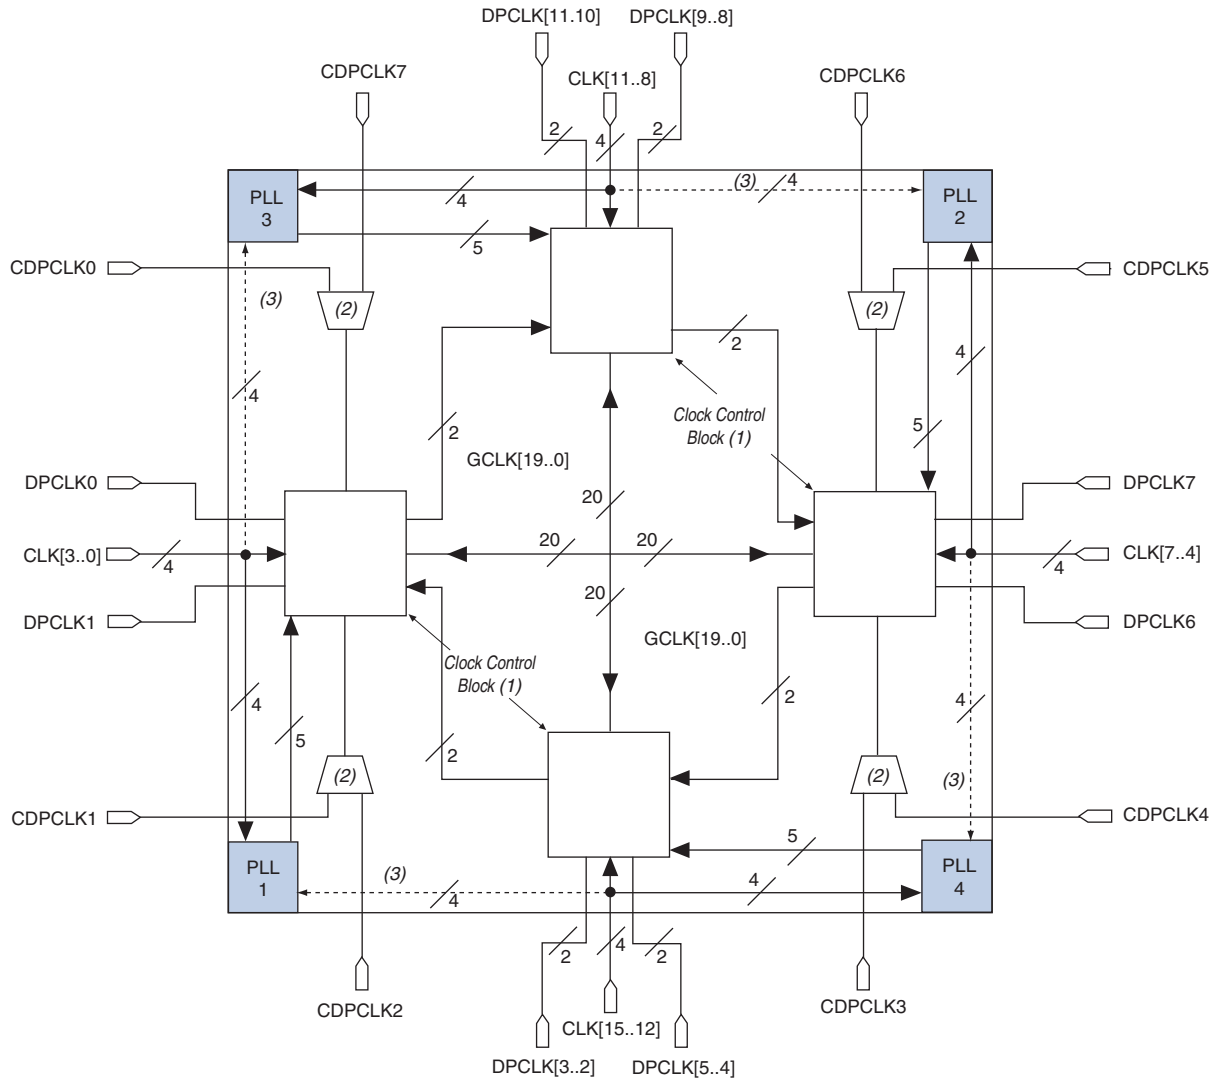 DPCLK[11.10]
DPCLK[9..8]
CDPCLK7
CLK[11..8]
CDPCLK6
2
4
2
PLL
3
4
(3)
4
PLL
2
5
CDPCLK0
(3)
(2)
(2)
CDPCLK5
2
4
4
Clock Control
Block (1)
2
5
GCLK[19..0]
DPCLK0
20
DPCLK7
CLK[3..0]
4
20
20
4
CLK[7..4]
20
DPCLK1
DPCLK6
GCLK[19..0]
Clock Control
Block (1)
4
2
4
5
2
(2)
(2)
(3)
CDPCLK1
CDPCLK4
5
PLL
1
(3)
4
4
PLL
4
2
4
2
CDPCLK2
CDPCLK3
CLK[15..12]
DPCLK[3..2]
DPCLK[5..4]